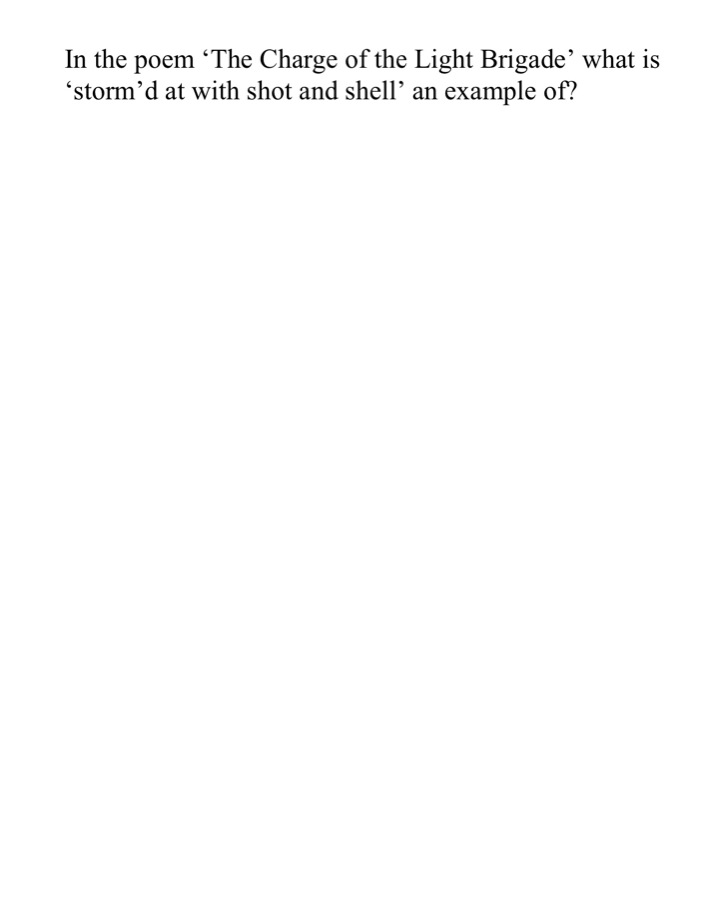 In the poem ‘The Charge of the Light Brigade’ what is
‘storm’d at with shot and shell’ an example of?